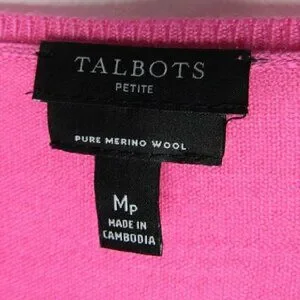 TALBOTS
PETITE
PURE MERINO WOOL
Mp
MADE IN
CAMBODIA